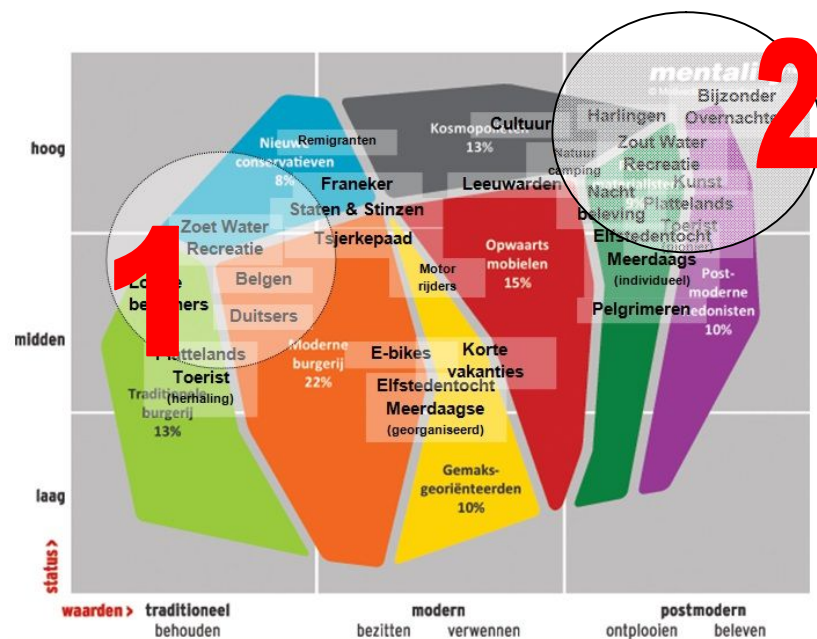 mentali
Bijzonder
Overnachte
2
hoog
Nieuwe
conservatieven
8%
Remigranten
Kosmopolieten
13%
Cultuur
Harlingen
Natuur
camping
Zout Water
Recreatie
Franeker
Leeuwarden
Nacht
beleving
Kunst
Plattelands
Toerist
Staten & Stinzen
Zoet Water
Recreatie
Tsjerkepaad
Elfstedentocht
Meerdaags
(individueel)
Opwaarts
mobielen
15%
Motor
rijders
Belgen
1
Duitsers
Post-
moderne
hedonisten
10%
Pelgrimeren
midden
Plattelands
Toerist
(herhaling)
Moderne
burgerij
22%
E-bikes
Korte
vakanties
Elfstedentocht
Meerdaagse
(georganiseerd)
Traditionele
burgerij
13%
Gemaks-
georiënteerden
10%
laag
status>
waarden> traditioneel modern postmodern
behouden bezitten verwennen ontplooien beleven